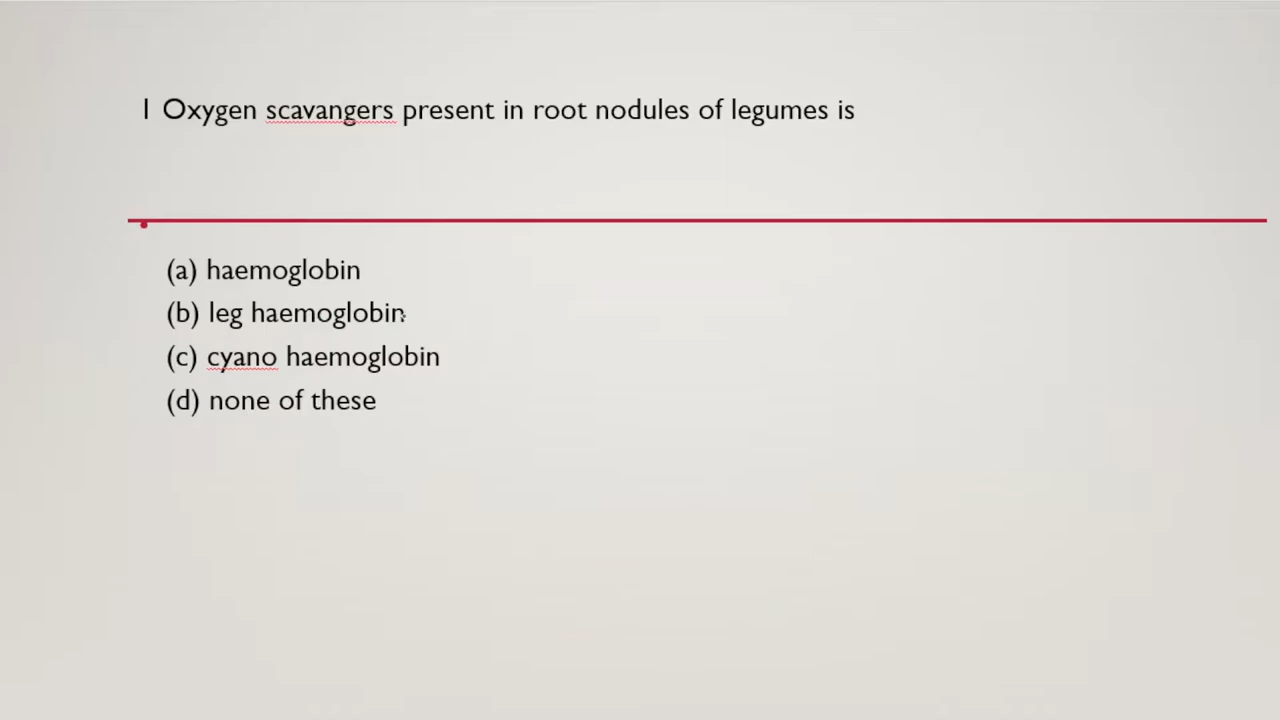 1 Oxygen scavangers present in root nodules of legumes is
(a) haemoglobin
(b) leg haemoglobin
(c) cyano haemoglobin
(d) none of these